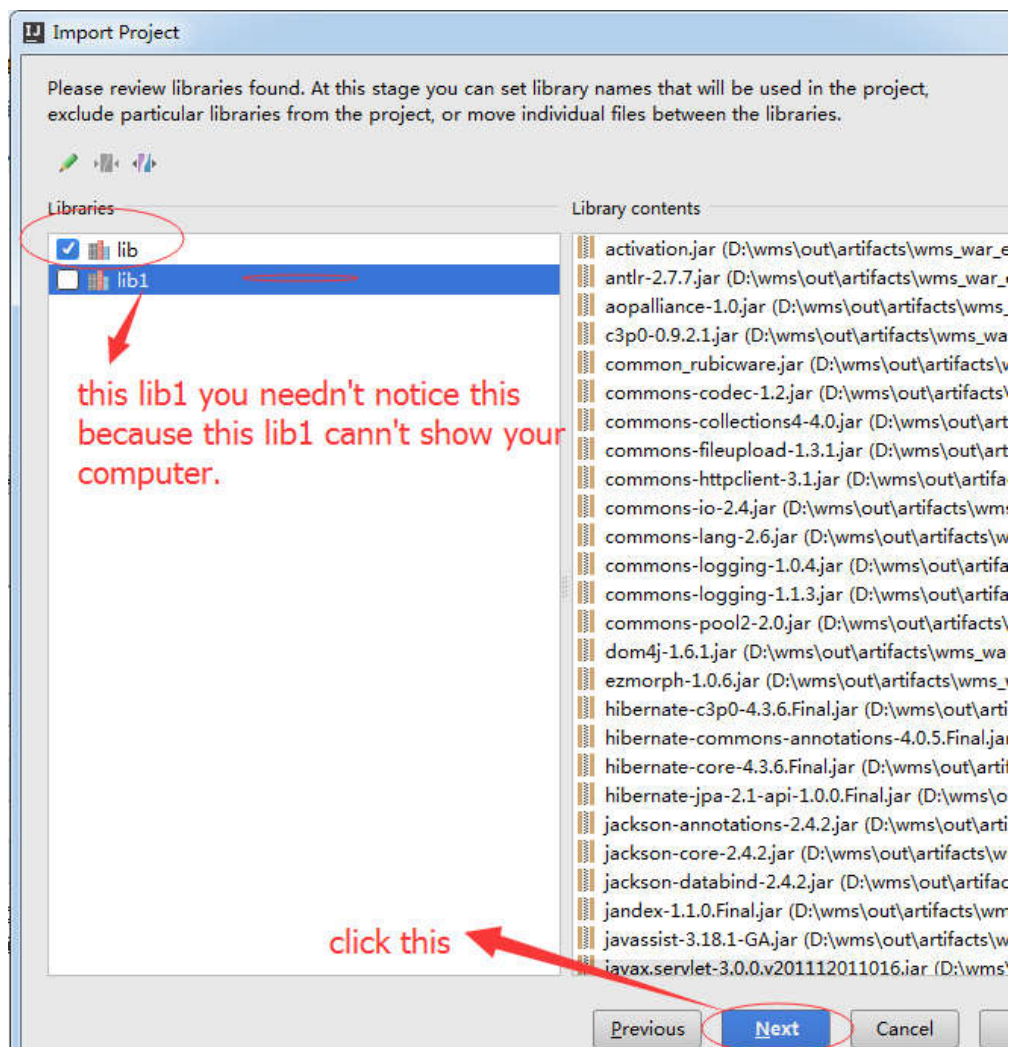 IJ Import Project
Please review libraries found. At this stage you can set library names that will be used in the project,
exclude particular libraries from the project, or move individual files between the libraries.
Libraries
Library contents
lib
lib1
this lib1 you needn't notice this
because this lib1 cann't show your
computer.
activation.jar (D:\wms\out\artifacts\wms_war_e
antlr-2.7.7.jar (D:\wms\out\artifacts\wms_war_
aopalliance-1.0.jar (D:\wms\out\artifacts\wms_
c3p0-0.9.2.1.jar (D:\wms\out\artifacts\wms_wa
common_rubicware.jar (D:\wms\out\artifacts\
commons-codec-1.2.jar (D:\wms\out\artifacts\
commons-collections4-4.0.jar (D:\wms\out\art
commons-fileupload-1.3.1.jar (D:\wms\out\art
commons-httpclient-3.1.jar (D:\wms\out\artifa
commons-io-2.4.jar (D:\wms\out\artifacts\wms
commons-lang-2.6.jar (D:\wms\out\artifacts\w
commons-logging-1.0.4.jar (D:\wms\out\artifa
commons-logging-1.1.3.jar (D:\wms\out\artifa
commons-pool2-2.0.jar (D:\wms\out\artifacts\
dom4j-1.6.1.jar (D:\wms\out\artifacts\wms_wa
ezmorph-1.0.6.jar (D:\wms\out\artifacts\wms_
hibernate-c3p0-4.3.6.Final.jar (D:\wms\out\arti
hibernate-commons-annotations-4.0.5.Final.jar
hibernate-core-4.3.6.Final.jar (D:\wms\out\artif
hibernate-jpa-2.1-api-1.0.0.Final.jar (D:\wms\o
jackson-annotations-2.4.2.jar (D:\wms\out\arti
jackson-core-2.4.2.jar (D:\wms\out\artifacts\w
jackson-databind-2.4.2.jar (D:\wms\out\artifac
jandex-1.1.0.Final.jar (D:\wms\out\artifacts\wm
javassist-3.18.1-GA.jar (D:\wms\out\artifacts\w
javax.servlet-3.0.0.v201112011016.jar (D:\wms\
click this
Previous
Next
Cancel